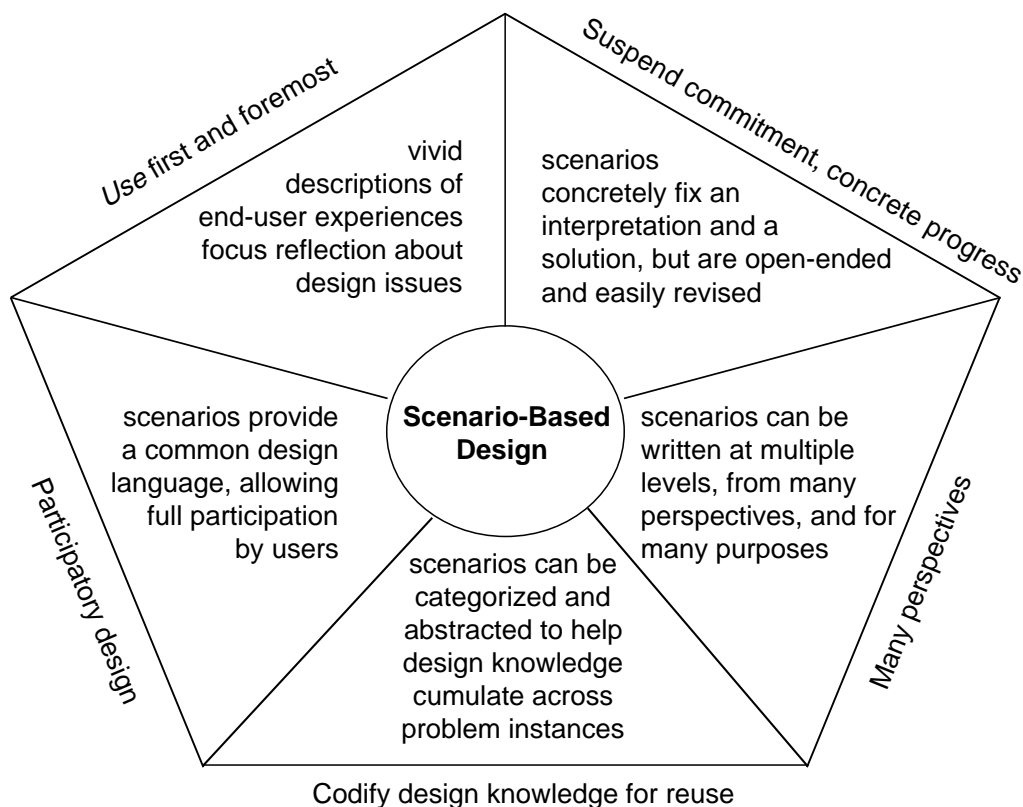 Use first and foremost
Suspend commitment, concrete progress
vivid
descriptions of
end-user experiences
focus reflection about
design issues
scenarios
concretely fix an
interpretation and a
solution, but are open-ended
and easily revised
Scenario-Based
Design
scenarios provide
a common design
language, allowing
full participation
by users
scenarios can be
written at multiple
levels, from many
perspectives, and for
many purposes
Participatory design
Many perspectives
scenarios can be
categorized and
abstracted to help
design knowledge
cumulate across
problem instances
Codify design knowledge for reuse